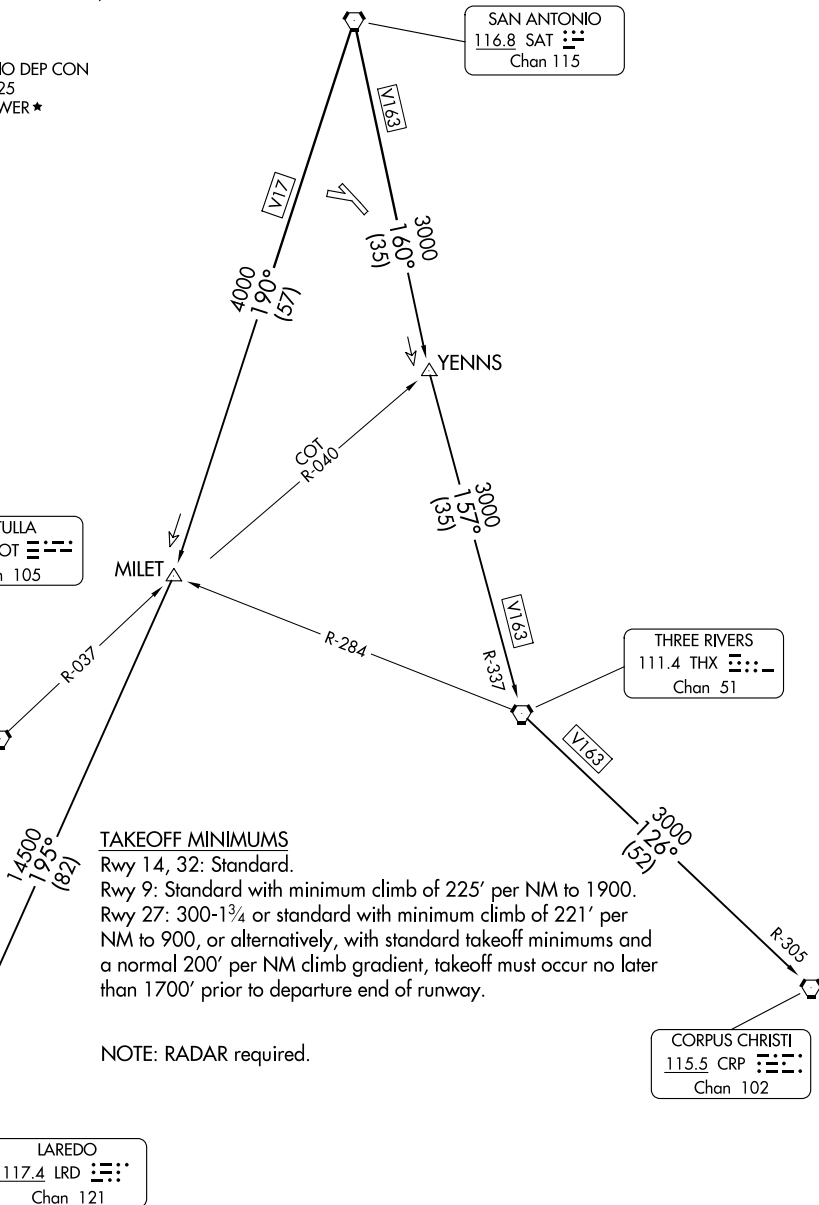 SAN ANTONIO
116.8 SAT
Chan 115
DEP CON
25
V163
V17
3000
160°
(35)
4000
190°
(57)
YENNS
COT
R-040
3000
157°
(35)
105
MILET
R-284
V163
R-037
R-337
THREE RIVERS
111.4 THX
Chan 51
V163
3000
126°
(52)
14500
195°
(82)
TAKEOFF MINIMUMS
Rwy 14, 32: Standard.
Rwy 9: Standard with minimum climb of 225' per NM to 1900.
Rwy 27: 300-1¾ or standard with minimum climb of 221' per
NM to 900, or alternatively, with standard takeoff minimums and
a normal 200' per NM climb gradient, takeoff must occur no later
than 1700' prior to departure end of runway.
R-305
NOTE: RADAR required.
CORPUS CHRISTI
115.5 CRP
Chan 102
LAREDO
117.4 LRD
Chan 121